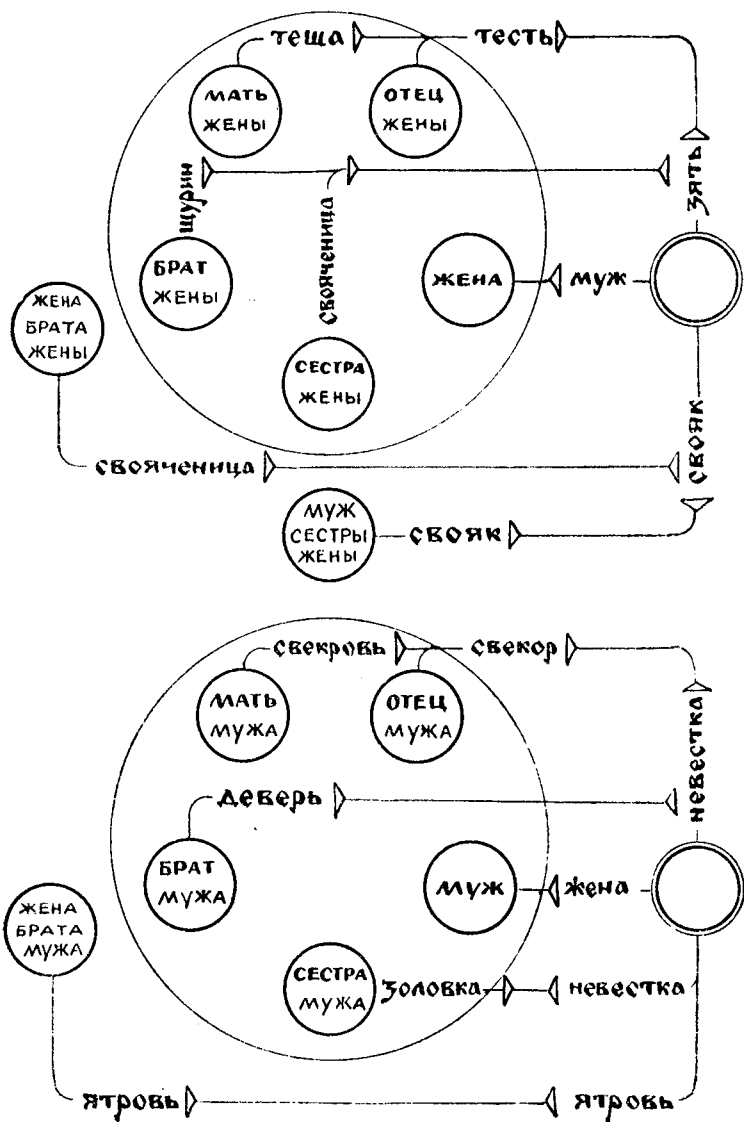 теща
тесть
МАТЬ
ЖЕНЫ
ОТЕЦ
ЖЕНЫ
щурин
свояченица
зять
БРАТ
ЖЕНЫ
ЖЕНА
муж
ЖЕНА
БРАТА
ЖЕНЫ
СЕСТРА
ЖЕНЫ
свояк
свояченица
МУЖ
СЕСТРЫ
ЖЕНЫ
свояк
свекровь
свекор
МАТЬ
МУЖА
ОТЕЦ
МУЖА
невестка
деверь
БРАТ
МУЖА
МУЖ
жена
ЖЕНА
БРАТА
МУЖА
СЕСТРА
МУЖА
золовка
невестка
ятровь
ятровь